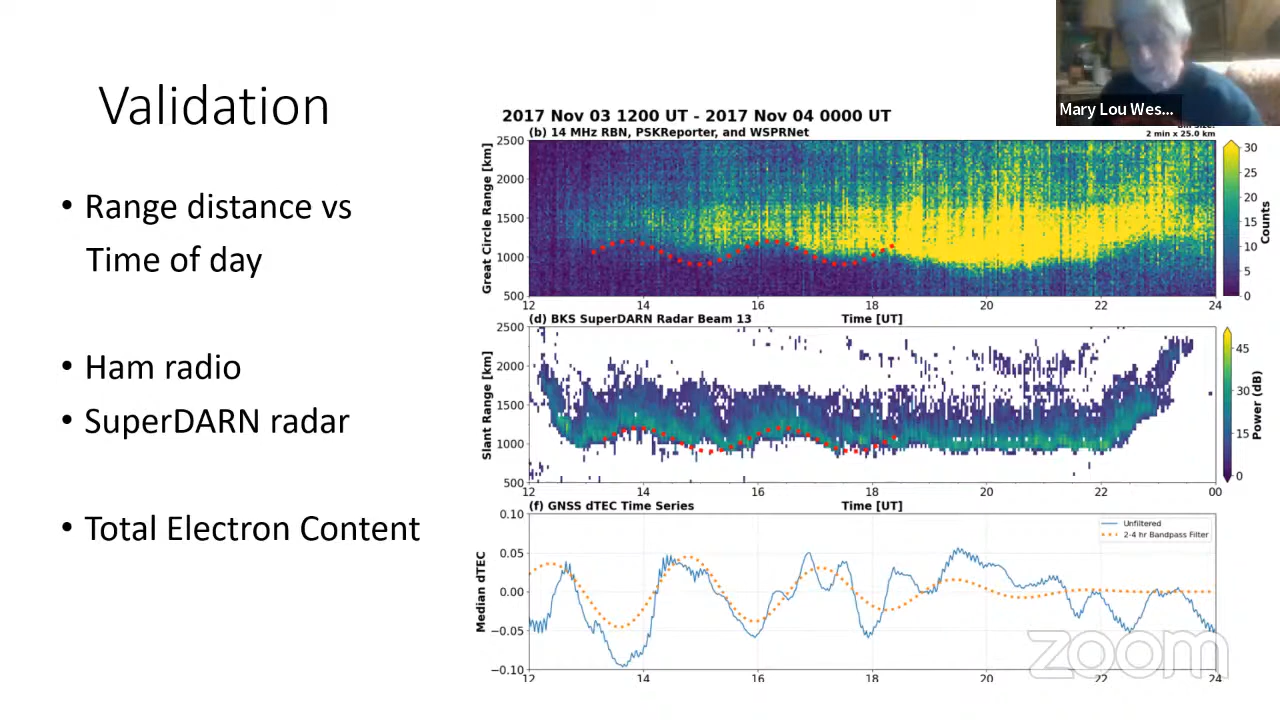 Validation
• Range distance vs
Time of day
• Ham radio
• SuperDARN radar
• Total Electron Content
Mary Lou Wes...
2017 Nov 03 1200 UT - 2017 Nov 04 0000 UT
(b) 14 MHz RBN, PSKReporter, and WSPRNet
2 min x 25.0 km
Great Circle Range [km]
2500
2000
1500
1000
500
12 14 16 18 20 22 24
Time [UT]
30
25
20
15
10
5
0
Counts
(d) BKS SuperDARN Radar Beam 13
Slant Range [km]
2500
2000
1500
1000
500
12 14 16 18 20 22 00
Time [UT]
45
30
15
0
Power (dB)
(f) GNSS dTEC Time Series
Unfiltered
2-4 hr Bandpass Filter
Median dTEC
0.10
0.05
0.00
−0.05
−0.10
12 14 16 18 20 22 24
zoom